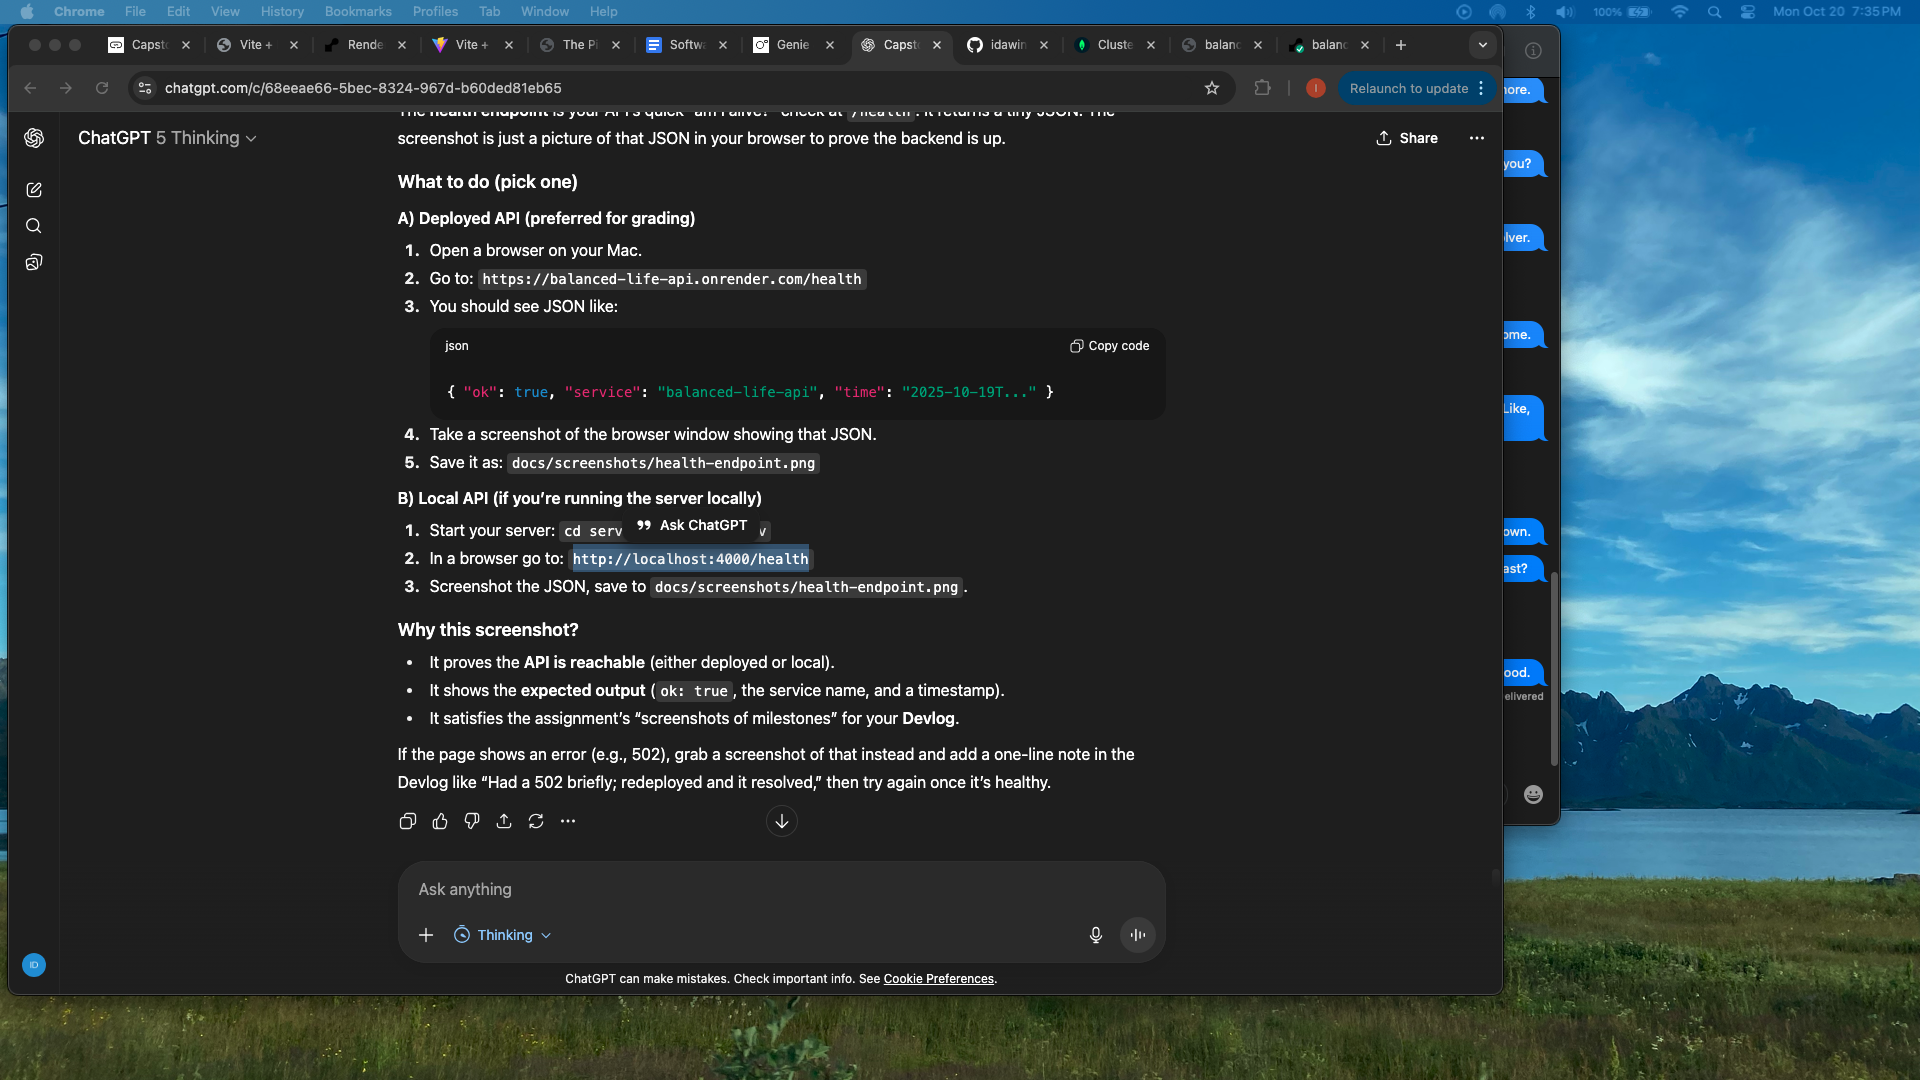 Chrome File Edit View History Bookmarks Profiles Tab Window Help 100% Mon Oct 20 7:35 PM
Capst Vite + Rende Vite + The Pi Softwa Genie Capst idawin Cluste balanc balanc
chatgpt.com/c/68eeae66-5bec-8324-967d-b60ded81eb65
Relaunch to update
ChatGPT 5 Thinking
Share
The health endpoint is your API's quick "am I alive?" check at /health. It returns a tiny JSON. The
screenshot is just a picture of that JSON in your browser to prove the backend is up.
What to do (pick one)
A) Deployed API (preferred for grading)
1. Open a browser on your Mac.
2. Go to: https://balanced-life-api.onrender.com/health
3. You should see JSON like:
json
Copy code
{ "ok": true, "service": "balanced-life-api", "time": "2025-10-19T..." }
4. Take a screenshot of the browser window showing that JSON.
5. Save it as: docs/screenshots/health-endpoint.png
B) Local API (if you’re running the server locally)
1. Start your server: cd serv
Ask ChatGPT
v
2. In a browser go to: http://localhost:4000/health
3. Screenshot the JSON, save to docs/screenshots/health-endpoint.png.
Why this screenshot?
• It proves the API is reachable (either deployed or local).
• It shows the expected output (ok: true, the service name, and a timestamp).
• It satisfies the assignment’s “screenshots of milestones” for your Devlog.
If the page shows an error (e.g., 502), grab a screenshot of that instead and add a one-line note in the
Devlog like “Had a 502 briefly; redeployed and it resolved,” then try again once it’s healthy.
Ask anything
Thinking
ChatGPT can make mistakes. Check important info. See Cookie Preferences.
ID
I
nore.
you?
lver.
ome.
Like,
own.
ast?
ood.
elivered